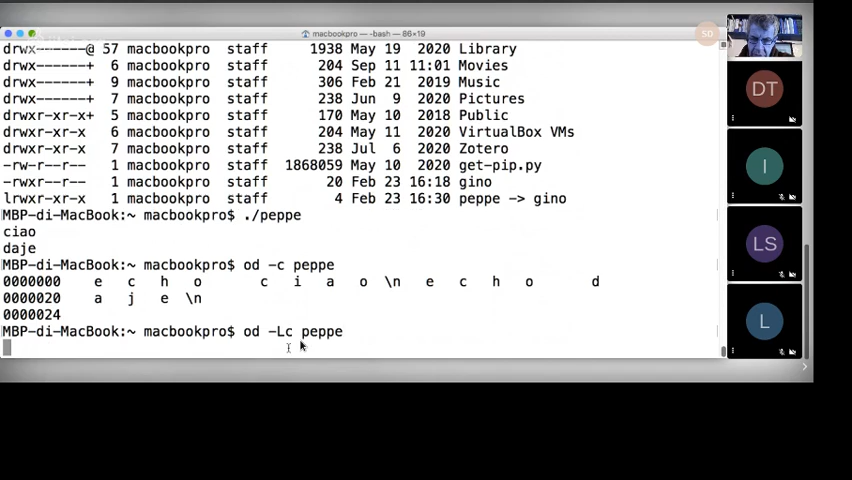 macbookpro — -bash — 86×19
drwx------@ 57 macbookpro staff 1938 May 19 2020 Library
drwx------+ 6 macbookpro staff 204 Sep 11 11:01 Movies
drwx------+ 9 macbookpro staff 306 Feb 21 2019 Music
drwx------+ 7 macbookpro staff 238 Jun 9 2020 Pictures
drwxr-xr-x+ 5 macbookpro staff 170 May 10 2018 Public
drwxr-xr-x 6 macbookpro staff 204 May 11 2020 VirtualBox VMs
drwxr-xr-x 7 macbookpro staff 238 Jul 6 2020 Zotero
-rw-r--r-- 1 macbookpro staff 1868059 May 10 2020 get-pip.py
-rwxr-xr-x 1 macbookpro staff 20 Feb 23 16:18 gino
lrwxr-xr-x 1 macbookpro staff 4 Feb 23 16:30 peppe -> gino
MBP-di-MacBook:~ macbookpro$ ./peppe
ciao
daje
MBP-di-MacBook:~ macbookpro$ od -c peppe
0000000 e c h o c i a o \n e c h o d
0000020 a j e \n
0000024
MBP-di-MacBook:~ macbookpro$ od -Lc peppe
SD
DT
I
LS
L